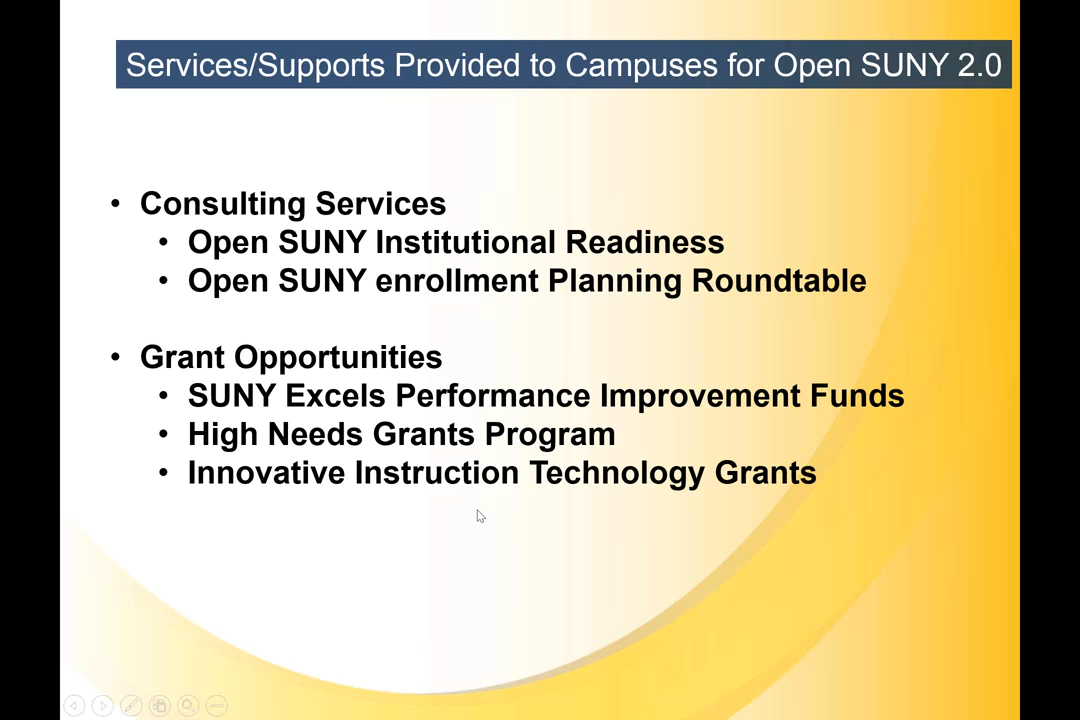 Services/Supports Provided to Campuses for Open SUNY 2.0
• Consulting Services
• Open SUNY Institutional Readiness
• Open SUNY enrollment Planning Roundtable
• Grant Opportunities
• SUNY Excels Performance Improvement Funds
• High Needs Grants Program
• Innovative Instruction Technology Grants